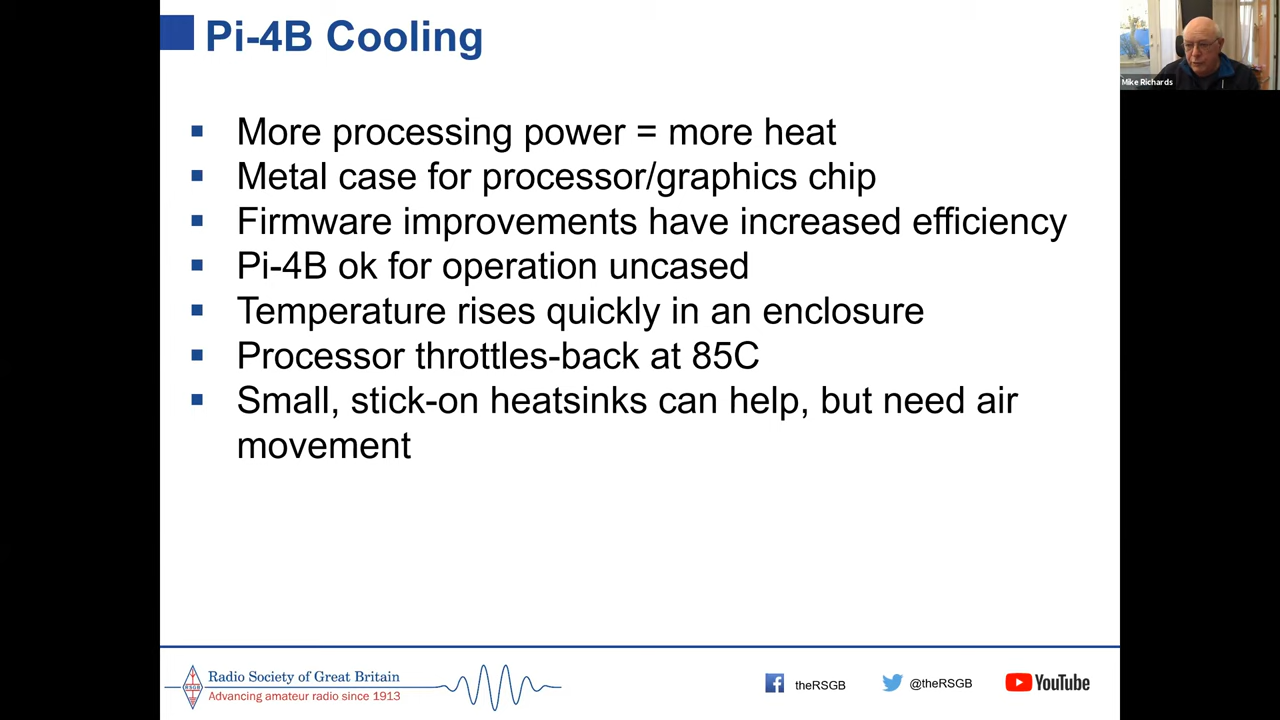 Pi-4B Cooling
Mike Richards
More processing power = more heat
Metal case for processor/graphics chip
Firmware improvements have increased efficiency
Pi-4B ok for operation uncased
Temperature rises quickly in an enclosure
Processor throttles-back at 85C
Small, stick-on heatsinks can help, but need air
movement
RSGB
Radio Society of Great Britain
Advancing amateur radio since 1913
theRSGB
@theRSGB
YouTube